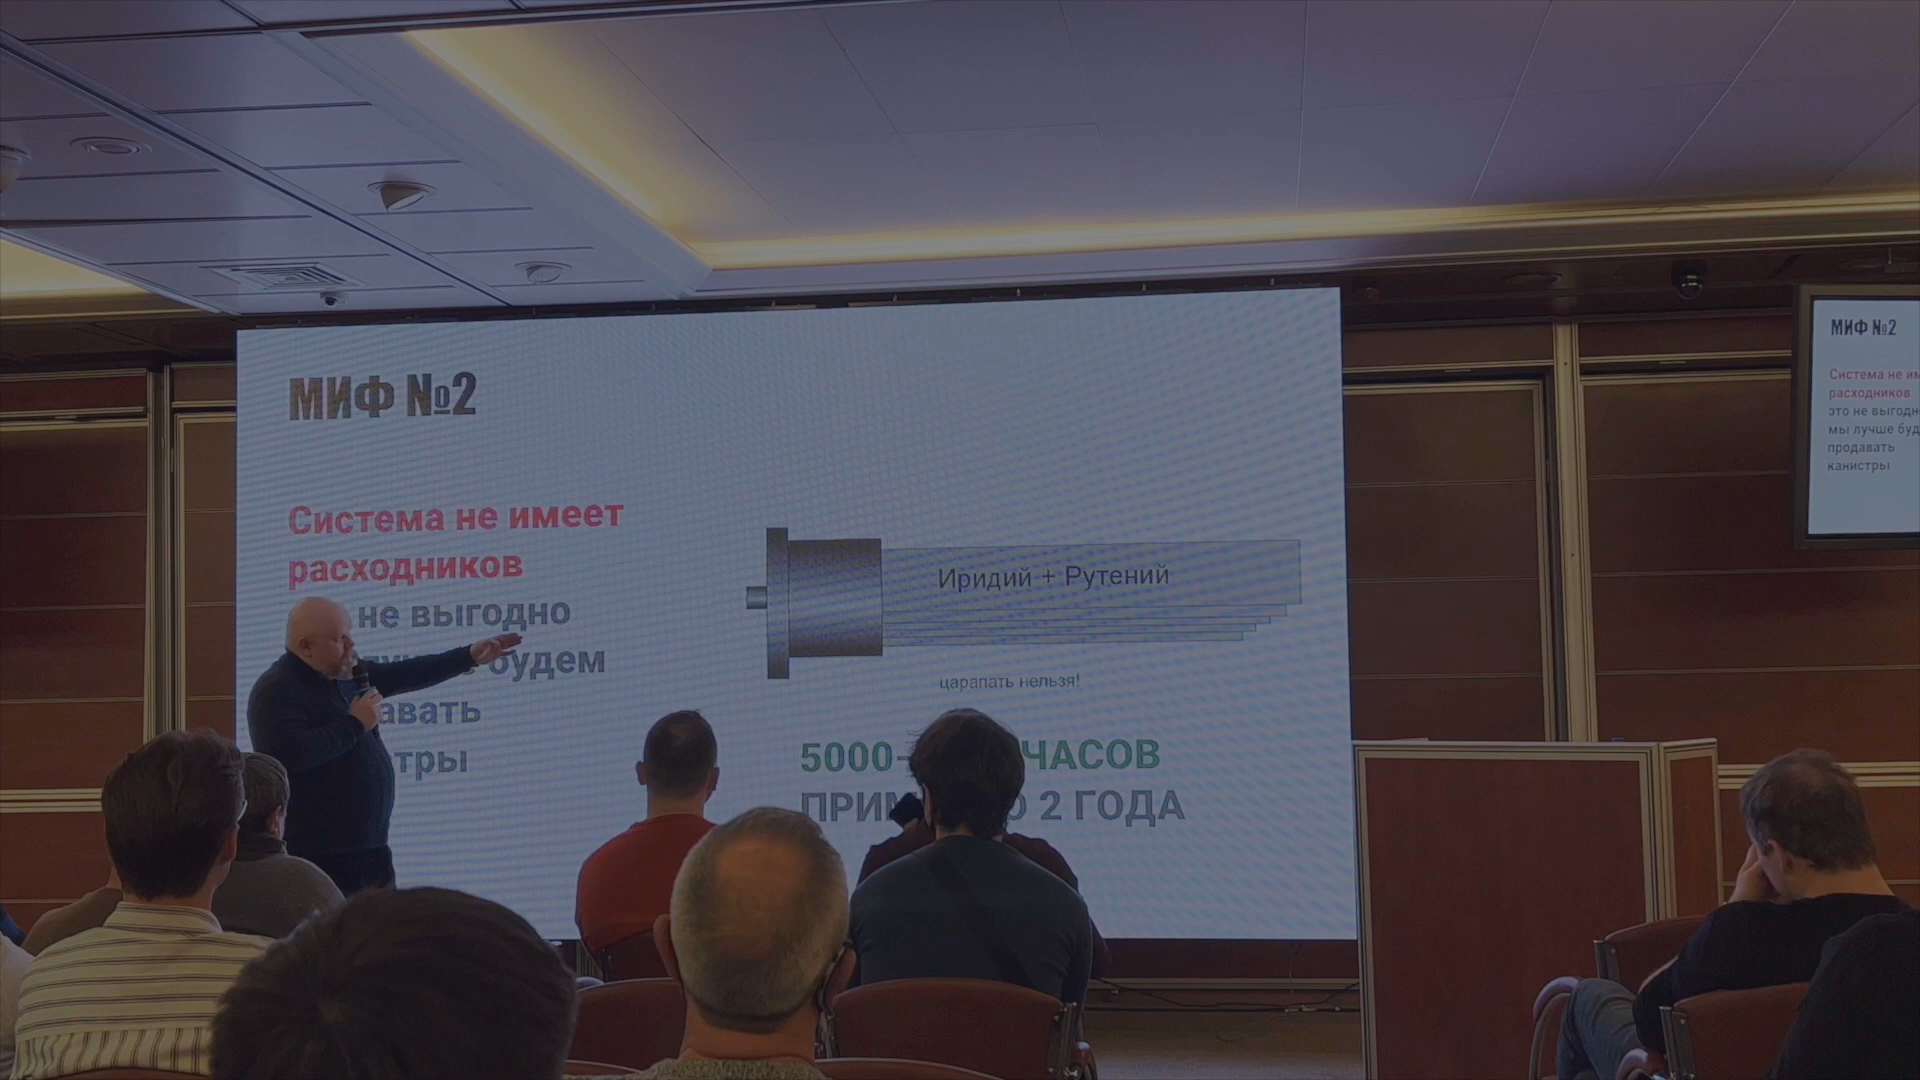 МИФ №2
Система не имеет
расходников
не выгодно
будем
авать
тры
Иридий + Рутений
царапать нельзя!
5000- ЧАСОВ
ПРИМ О 2 ГОДА
МИФ №2
Система не им
расходников
это не выгодн
мы лучше буд
продавать
канистры